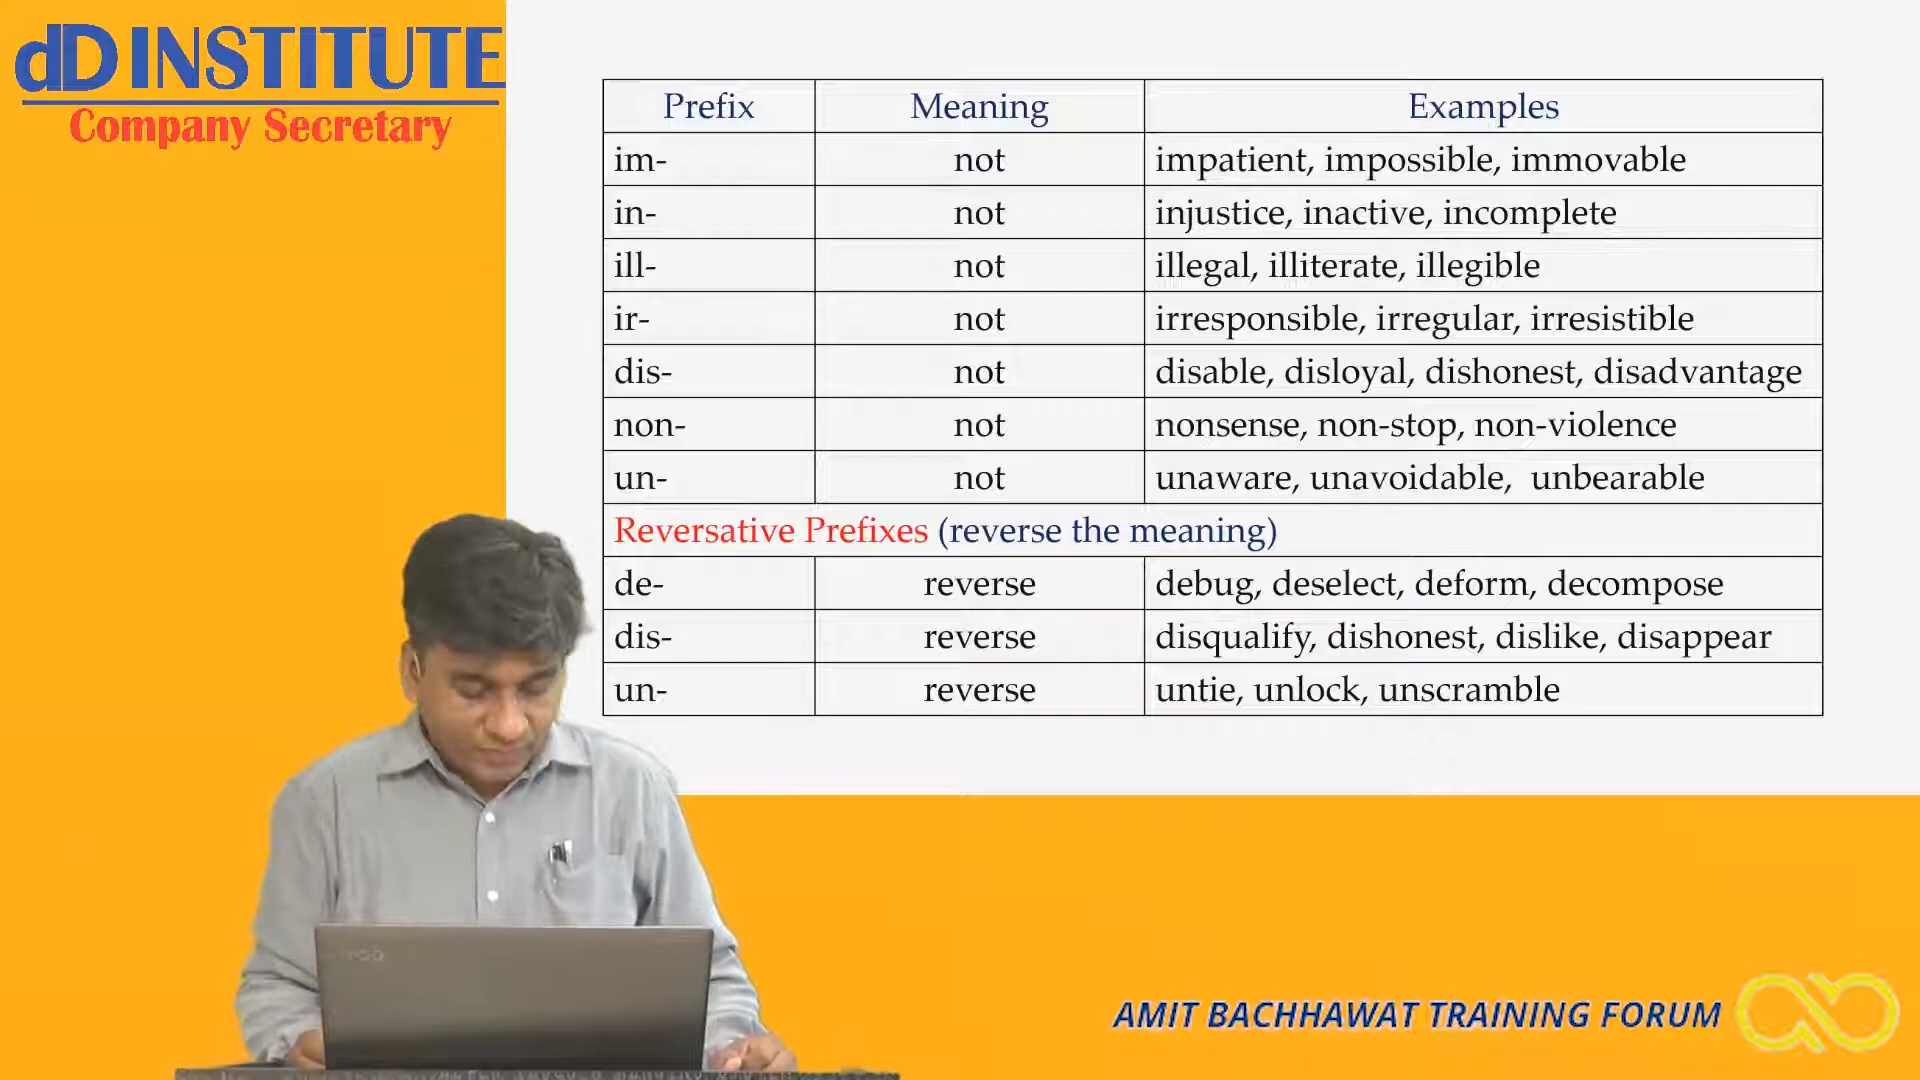 dD INSTITUTE
Company Secretary
Prefix Meaning Examples
im- not impatient, impossible, immovable
in- not injustice, inactive, incomplete
ill- not illegal, illiterate, illegible
ir- not irresponsible, irregular, irresistible
dis- not disable, disloyal, dishonest, disadvantage
non- not nonsense, non-stop, non-violence
un- not unaware, unavoidable, unbearable
Reversative Prefixes (reverse the meaning)
de- reverse debug, deselect, deform, decompose
dis- reverse disqualify, dishonest, dislike, disappear
un- reverse untie, unlock, unscramble
AMIT BACHHAWAT TRAINING FORUM